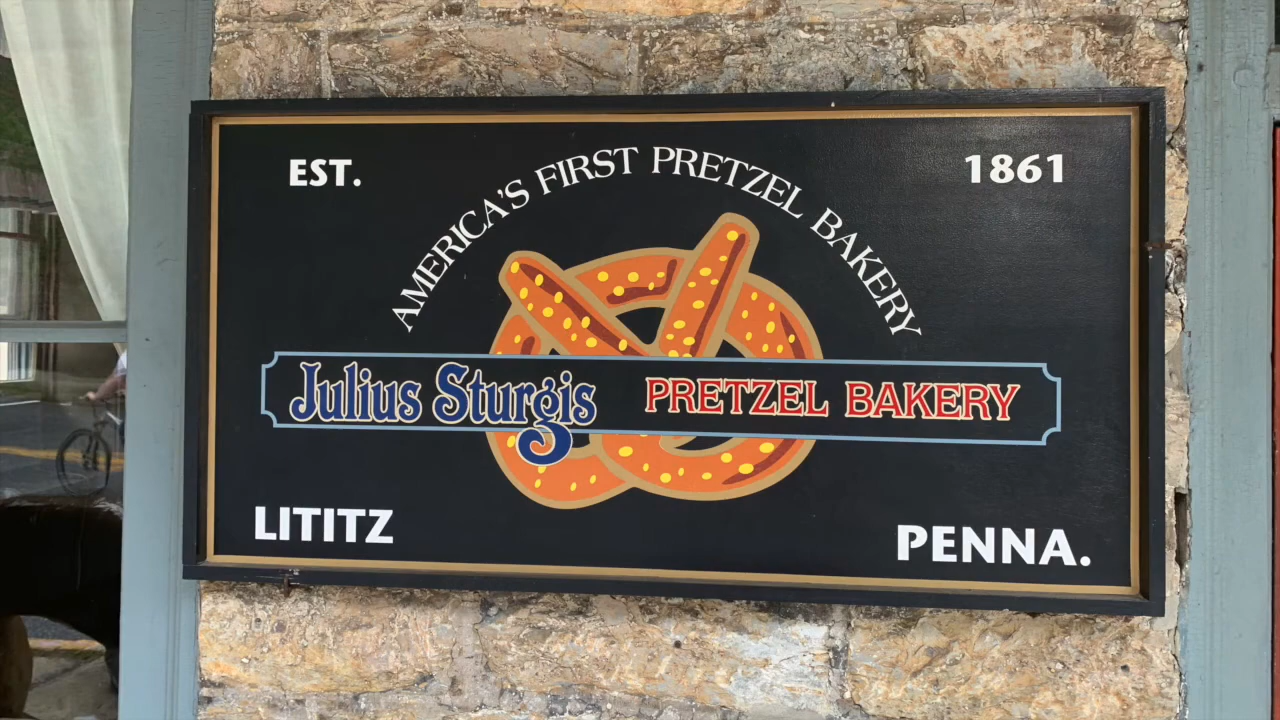 EST.
1861
AMERICA'S FIRST PRETZEL BAKERY
Julius Sturgis PRETZEL BAKERY
LITITZ
PENNA.